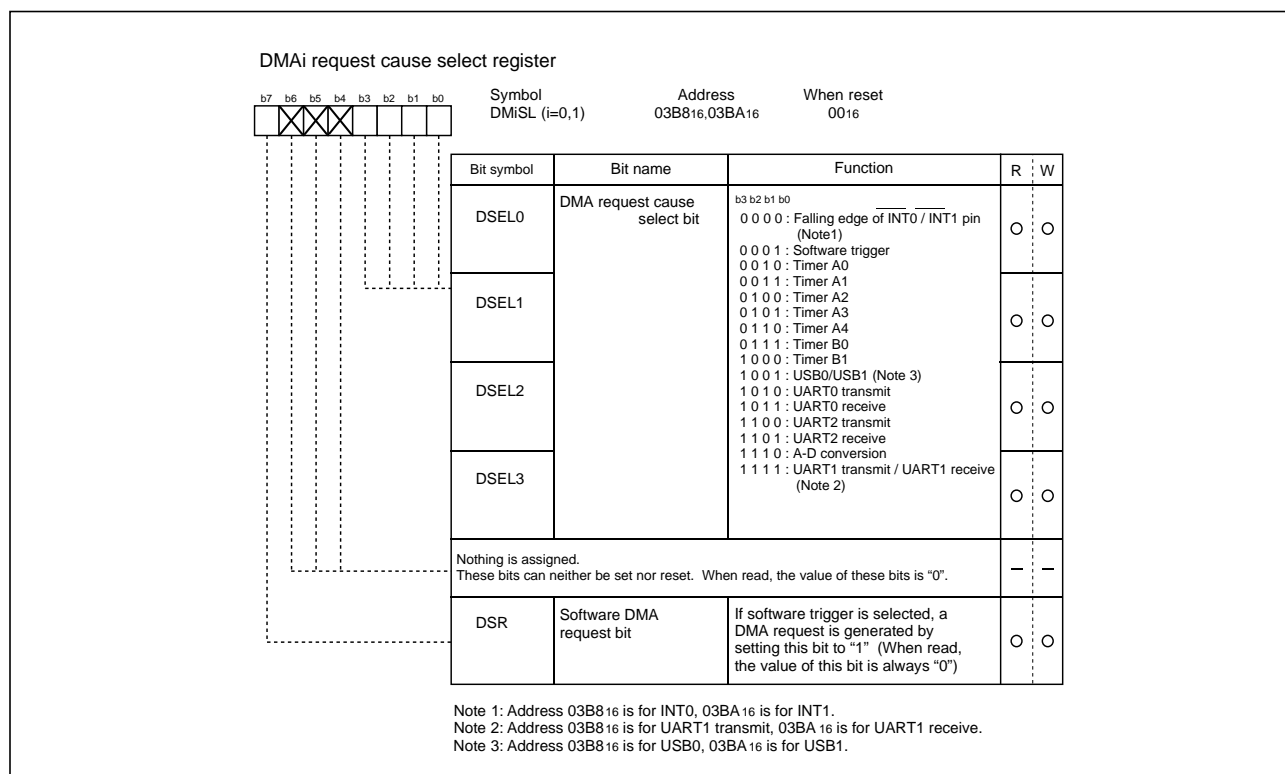 DMAi request cause select register
Symbol Address When reset
DMiSL (i=0,1) 03B816,03BA16 0016
b7 b6 b5 b4 b3 b2 b1 b0
Bit symbol Bit name Function R W
DSEL0
DSEL1
DSEL2
DSEL3
DMA request cause
select bit
b3 b2 b1 b0
0 0 0 0 : Falling edge of INT0 / INT1 pin
(Note1)
0 0 0 1 : Software trigger
0 0 1 0 : Timer A0
0 0 1 1 : Timer A1
0 1 0 0 : Timer A2
0 1 0 1 : Timer A3
0 1 1 0 : Timer A4
0 1 1 1 : Timer B0
1 0 0 0 : Timer B1
1 0 0 1 : USB0/USB1 (Note 3)
1 0 1 0 : UART0 transmit
1 0 1 1 : UART0 receive
1 1 0 0 : UART2 transmit
1 1 0 1 : UART2 receive
1 1 1 0 : A-D conversion
1 1 1 1 : UART1 transmit / UART1 receive
(Note 2)
Nothing is assigned.
These bits can neither be set nor reset. When read, the value of these bits is “0”.
DSR
Software DMA
request bit
If software trigger is selected, a
DMA request is generated by
setting this bit to “1” (When read,
the value of this bit is always “0”)
Note 1: Address 03B816 is for INT0, 03BA16 is for INT1.
Note 2: Address 03B816 is for UART1 transmit, 03BA 16 is for UART1 receive.
Note 3: Address 03B816 is for USB0, 03BA 16 is for USB1.